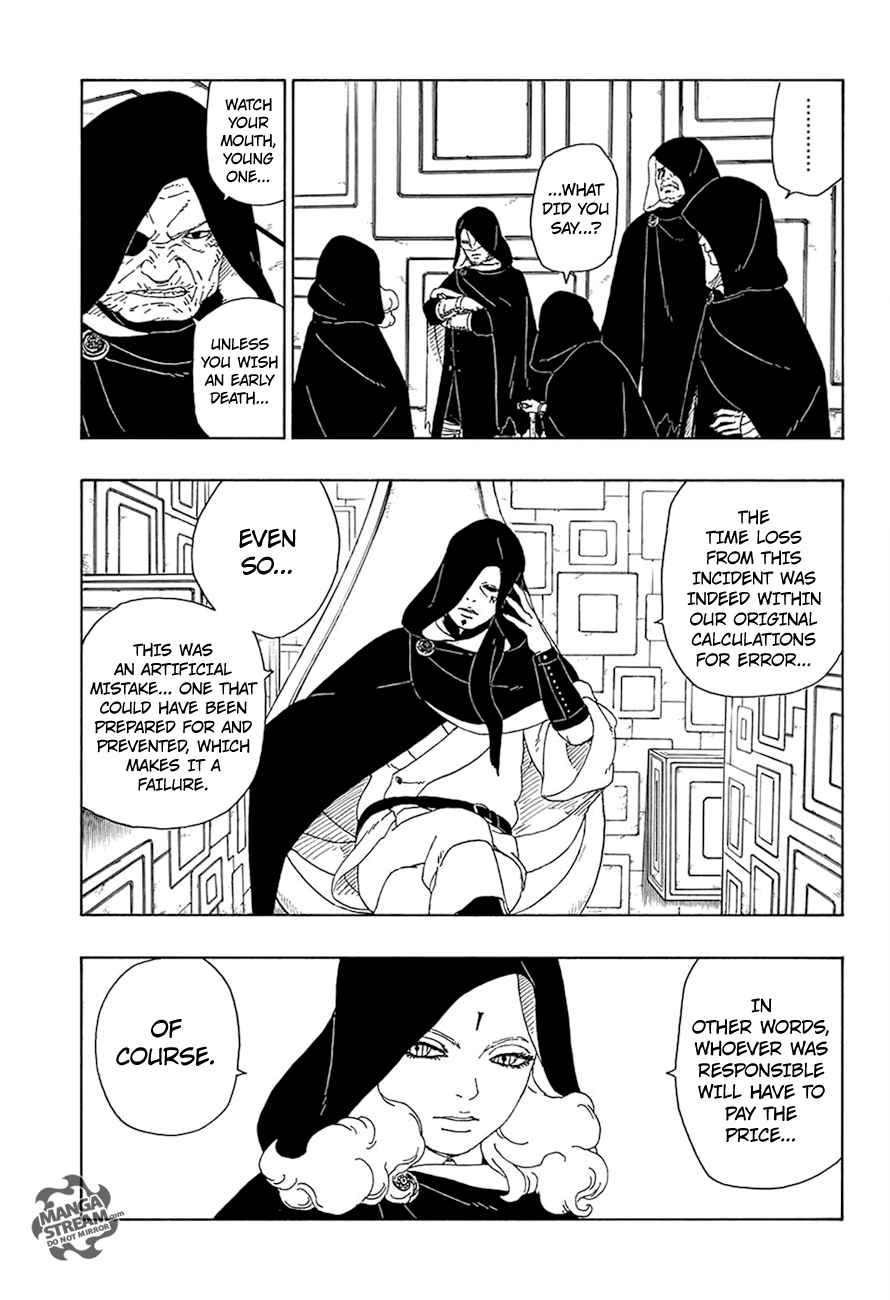 .........
...WHAT
DID YOU
SAY...?
WATCH
YOUR
MOUTH,
YOUNG
ONE...
UNLESS
YOU WISH
AN EARLY
DEATH...
THE
TIME LOSS
FROM THIS
INCIDENT WAS
INDEED WITHIN
OUR ORIGINAL
CALCULATIONS
FOR ERROR...
EVEN
SO...
THIS WAS
AN ARTIFICIAL
MISTAKE... ONE THAT
COULD HAVE BEEN
PREPARED FOR AND
PREVENTED, WHICH
MAKES IT A
FAILURE.
IN
OTHER WORDS,
WHOEVER WAS
RESPONSIBLE
WILL HAVE TO
PAY THE
PRICE...
OF
COURSE.
MANGA
STREAM.com
DO NOT MIRROR